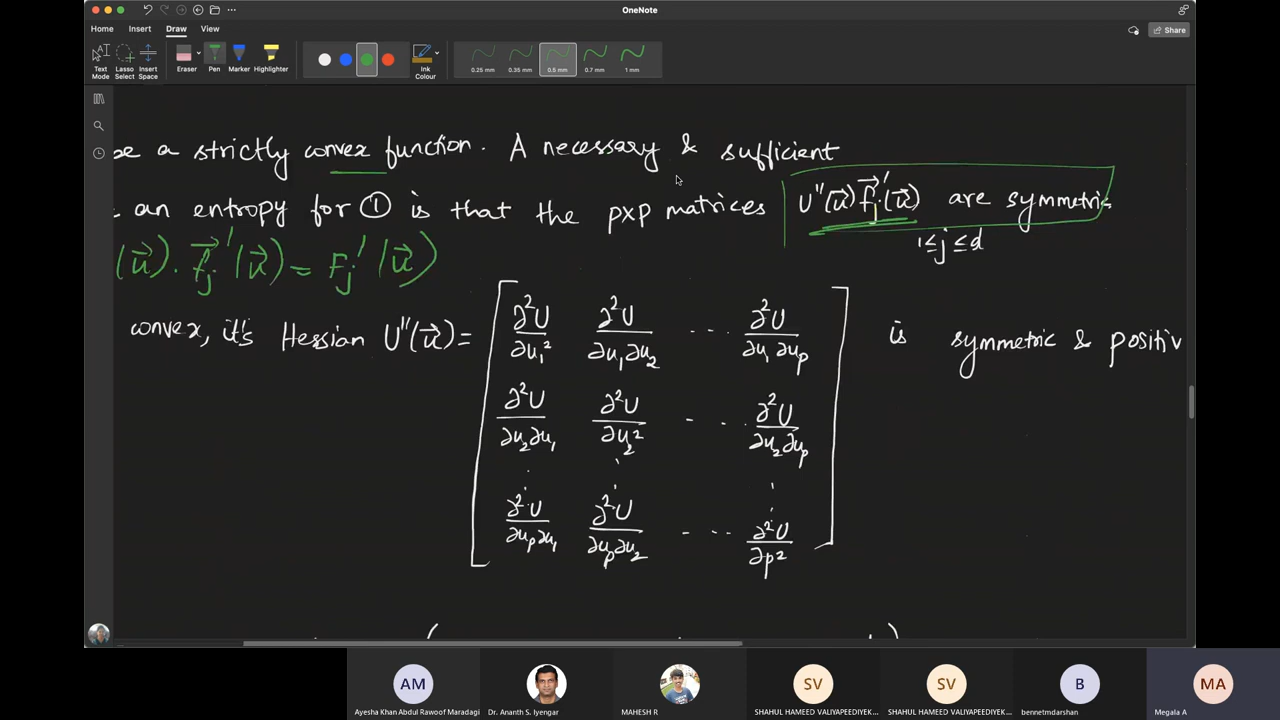 OneNote
Home Insert Draw View
Share
Text Mode Lasso Select Insert Space Eraser Pen Marker Highlighter Ink Colour 0.25 mm 0.35 mm 0.5 mm 0.7 mm 1 mm
be a strictly convex function. A necessary & sufficient
an entropy for ① is that the pxp matrices U''(u⃗) f⃗j'(u⃗) are symmetric
1≤j≤d
(u⃗). f⃗j'(u⃗) = Fj'(u⃗)
convex, it's Hessian U''(u⃗) = is symmetric & positiv
∂²U/∂u₁² ∂²U/∂u₁∂u₂ ... ∂²U/∂u₁∂uₚ
∂²U/∂u₂∂u₁ ∂²U/∂u₂² ... ∂²U/∂u₂∂uₚ
∂²U/∂uₚ∂u₁ ∂²U/∂uₚ∂u₂ ... ∂²U/∂p²
AM SV SV B MA
Ayesha Khan Abdul Rawoof Maradagi Dr. Ananth S. Iyengar MAHESH R SHAHUL HAMEED VALIYAPEEDIYEK... SHAHUL HAMEED VALIYAPEEDIYEK... bennetmdarshan Megala A